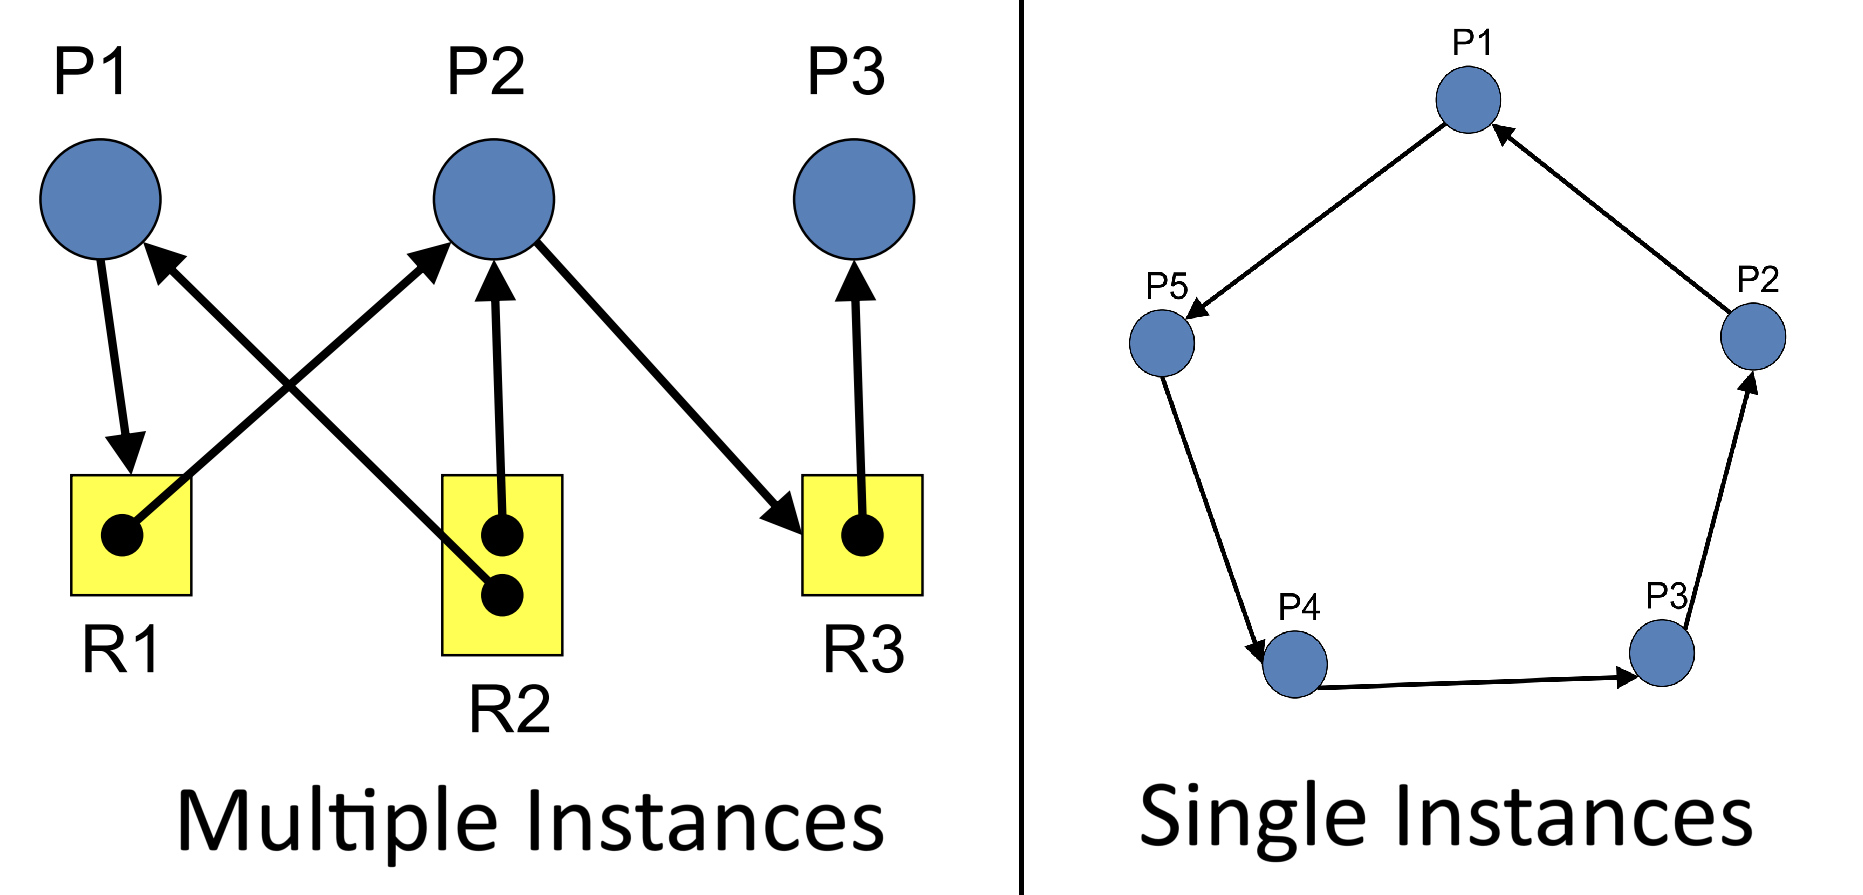 P1 P2 P3
R1 R3
R2
Multiple Instances
P1
P5 P2
P4 P3
Single Instances